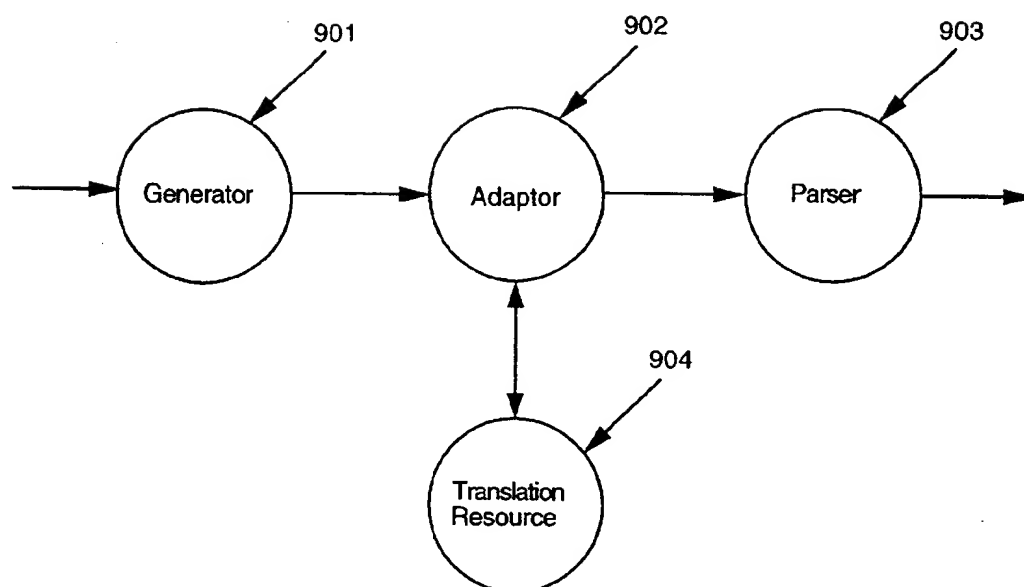 901
902
903
Generator
Adaptor
Parser
904
Translation
Resource